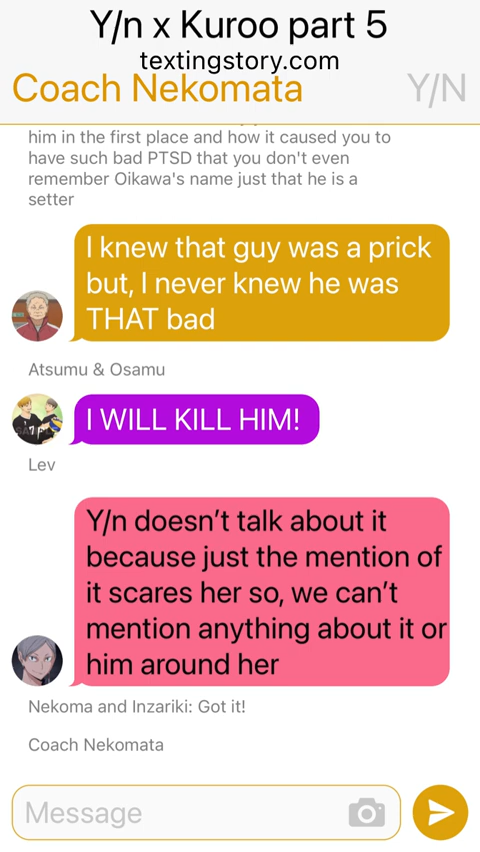 Y/n x Kuroo part 5
textingstory.com
Coach Nekomata
Y/N
him in the first place and how it caused you to
have such bad PTSD that you don't even
remember Oikawa's name just that he is a
setter
I knew that guy was a prick
but, I never knew he was
THAT bad
Atsumu & Osamu
I WILL KILL HIM!
Lev
Y/n doesn’t talk about it
because just the mention of
it scares her so, we can’t
mention anything about it or
him around her
Nekoma and Inzariki: Got it!
Coach Nekomata
Message